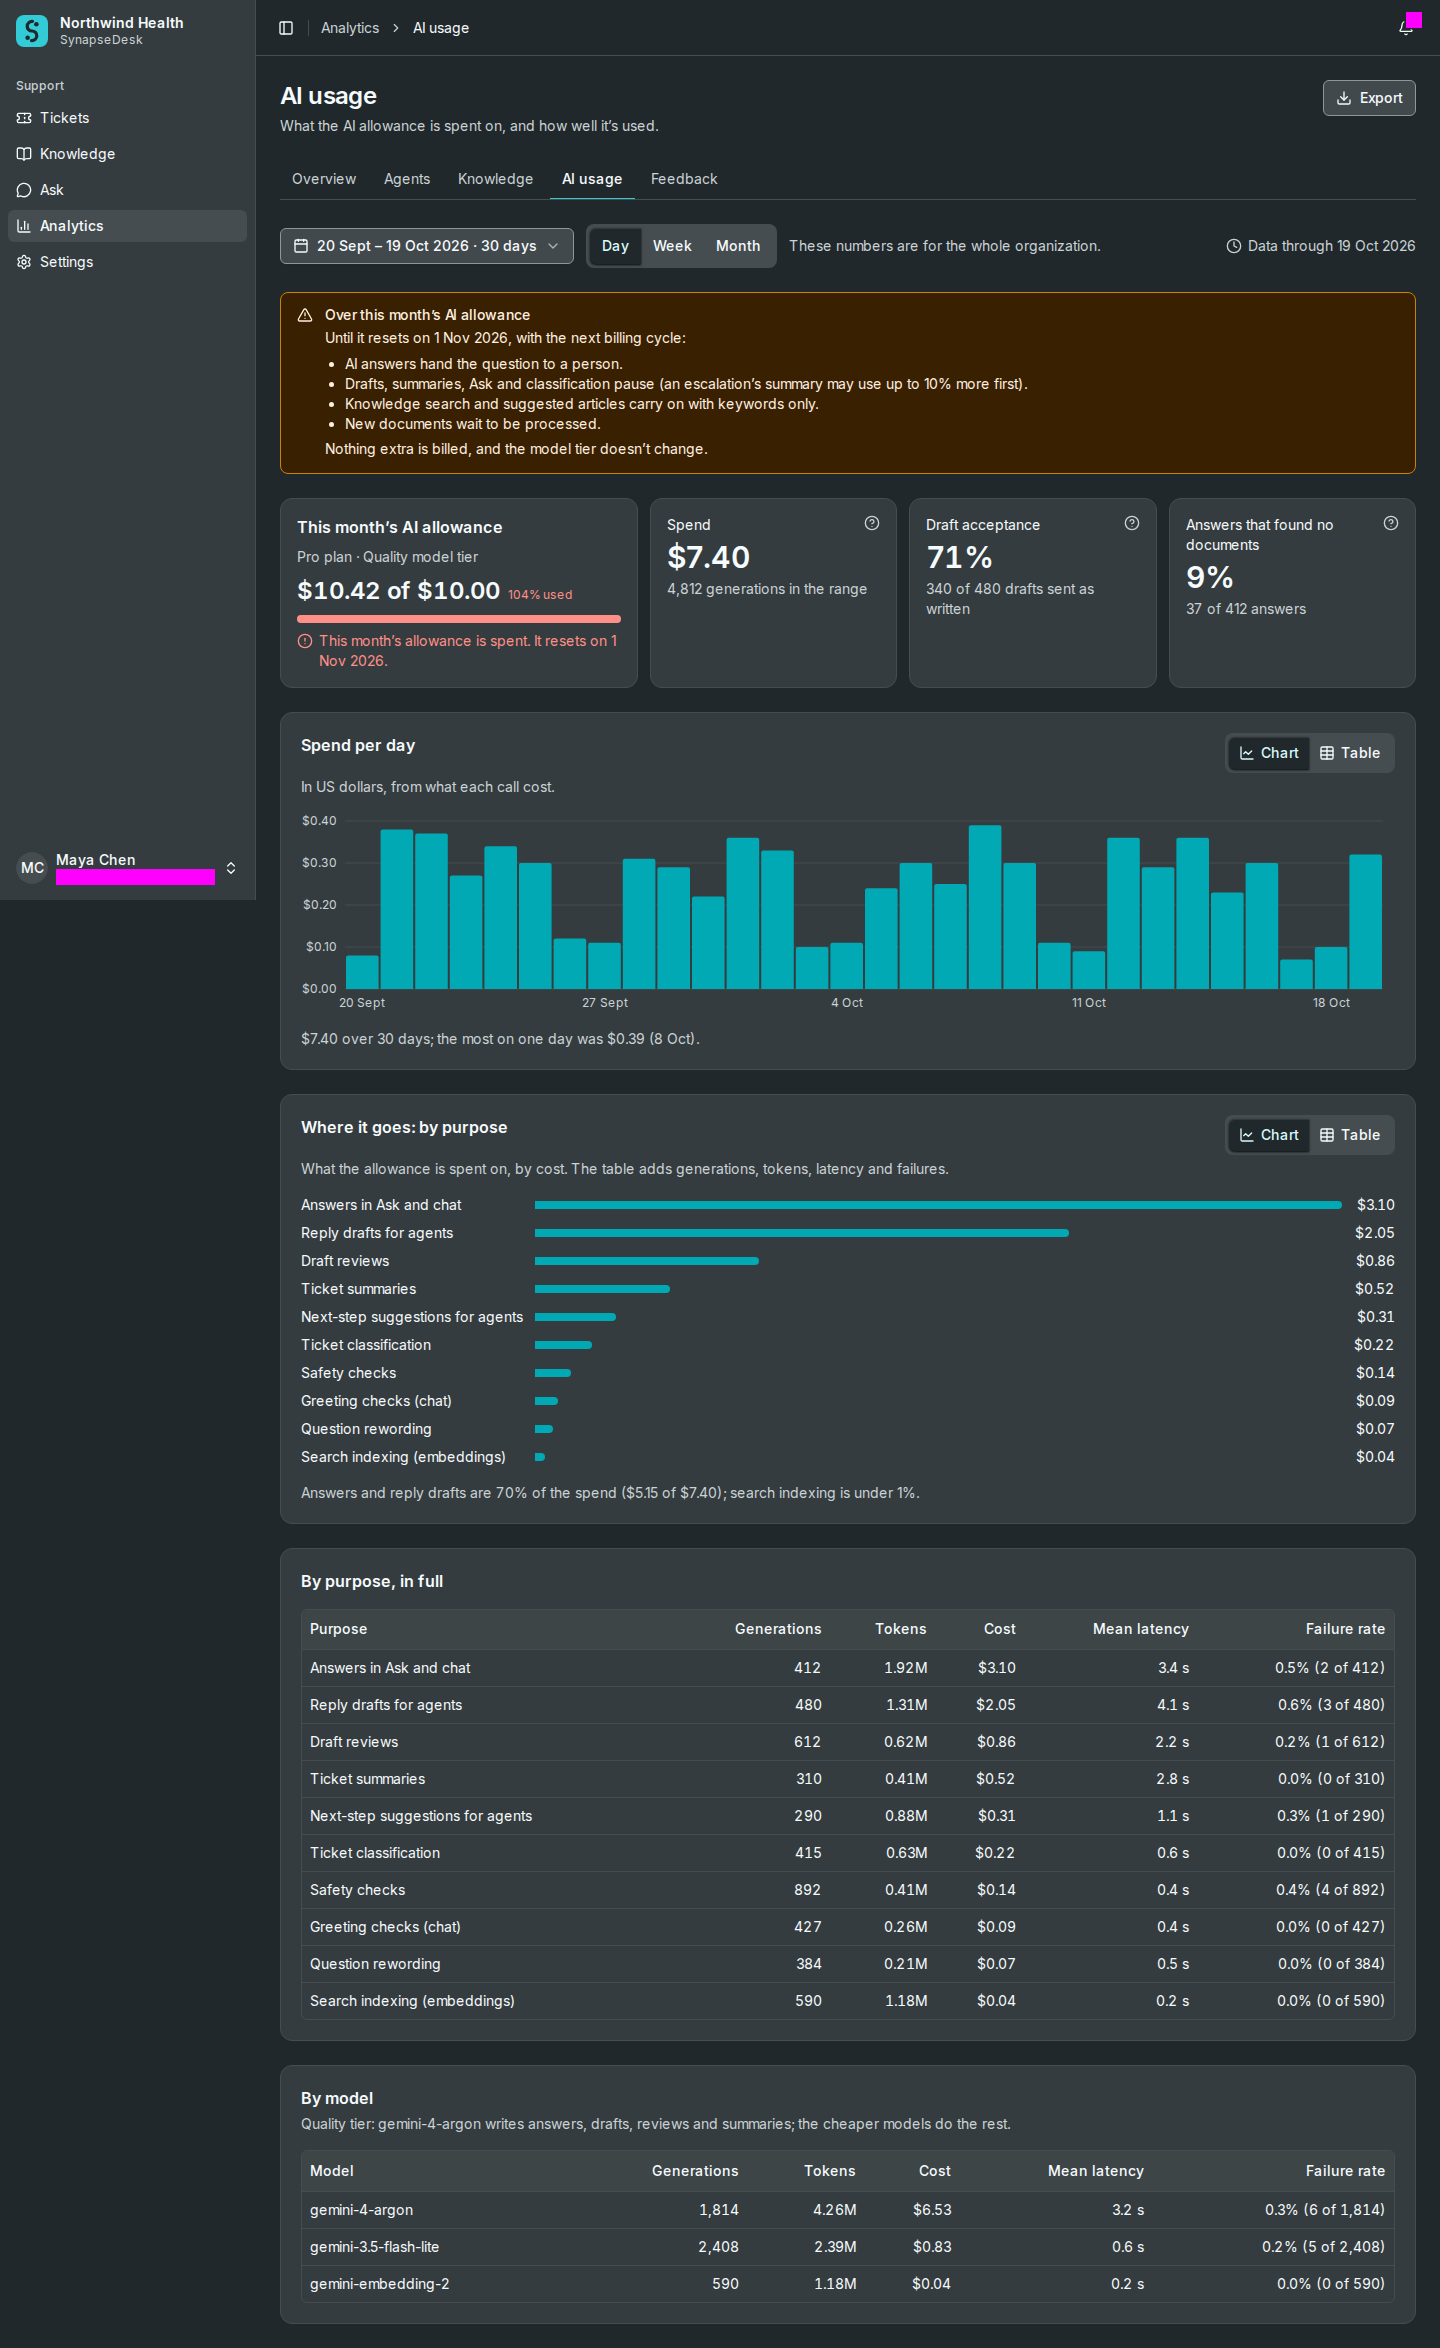 Northwind Health
SynapseDesk
Support
Tickets
Knowledge
Ask
Analytics
Settings
MC
Maya Chen
Analytics
AI usage
AI usage
What the AI allowance is spent on, and how well it’s used.
Export
Overview
Agents
Knowledge
AI usage
Feedback
20 Sept – 19 Oct 2026 · 30 days
Day
Week
Month
These numbers are for the whole organization.
Data through 19 Oct 2026
Over this month’s AI allowance
Until it resets on 1 Nov 2026, with the next billing cycle:
• AI answers hand the question to a person.
• Drafts, summaries, Ask and classification pause (an escalation’s summary may use up to 10% more first).
• Knowledge search and suggested articles carry on with keywords only.
• New documents wait to be processed.
Nothing extra is billed, and the model tier doesn’t change.
This month’s AI allowance
Pro plan · Quality model tier
$10.42 of $10.00 104% used
This month’s allowance is spent. It resets on 1
Nov 2026.
Spend
$7.40
4,812 generations in the range
Draft acceptance
71%
340 of 480 drafts sent as
written
Answers that found no
documents
9%
37 of 412 answers
Spend per day
Chart
Table
In US dollars, from what each call cost.
$0.40
$0.30
$0.20
$0.10
$0.00
20 Sept
27 Sept
4 Oct
11 Oct
18 Oct
$7.40 over 30 days; the most on one day was $0.39 (8 Oct).
Where it goes: by purpose
Chart
Table
What the allowance is spent on, by cost. The table adds generations, tokens, latency and failures.
Answers in Ask and chat $3.10
Reply drafts for agents $2.05
Draft reviews $0.86
Ticket summaries $0.52
Next-step suggestions for agents $0.31
Ticket classification $0.22
Safety checks $0.14
Greeting checks (chat) $0.09
Question rewording $0.07
Search indexing (embeddings) $0.04
Answers and reply drafts are 70% of the spend ($5.15 of $7.40); search indexing is under 1%.
By purpose, in full
Purpose Generations Tokens Cost Mean latency Failure rate
Answers in Ask and chat 412 1.92M $3.10 3.4 s 0.5% (2 of 412)
Reply drafts for agents 480 1.31M $2.05 4.1 s 0.6% (3 of 480)
Draft reviews 612 0.62M $0.86 2.2 s 0.2% (1 of 612)
Ticket summaries 310 0.41M $0.52 2.8 s 0.0% (0 of 310)
Next-step suggestions for agents 290 0.88M $0.31 1.1 s 0.3% (1 of 290)
Ticket classification 415 0.63M $0.22 0.6 s 0.0% (0 of 415)
Safety checks 892 0.41M $0.14 0.4 s 0.4% (4 of 892)
Greeting checks (chat) 427 0.26M $0.09 0.4 s 0.0% (0 of 427)
Question rewording 384 0.21M $0.07 0.5 s 0.0% (0 of 384)
Search indexing (embeddings) 590 1.18M $0.04 0.2 s 0.0% (0 of 590)
By model
Quality tier: gemini-4-argon writes answers, drafts, reviews and summaries; the cheaper models do the rest.
Model Generations Tokens Cost Mean latency Failure rate
gemini-4-argon 1,814 4.26M $6.53 3.2 s 0.3% (6 of 1,814)
gemini-3.5-flash-lite 2,408 2.39M $0.83 0.6 s 0.2% (5 of 2,408)
gemini-embedding-2 590 1.18M $0.04 0.2 s 0.0% (0 of 590)